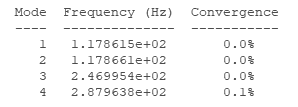 Mode Frequency (Hz) Convergence
---- -------------- -----------
1 1.178615e+02 0.0%
2 1.178661e+02 0.0%
3 2.469954e+02 0.0%
4 2.879638e+02 0.1%